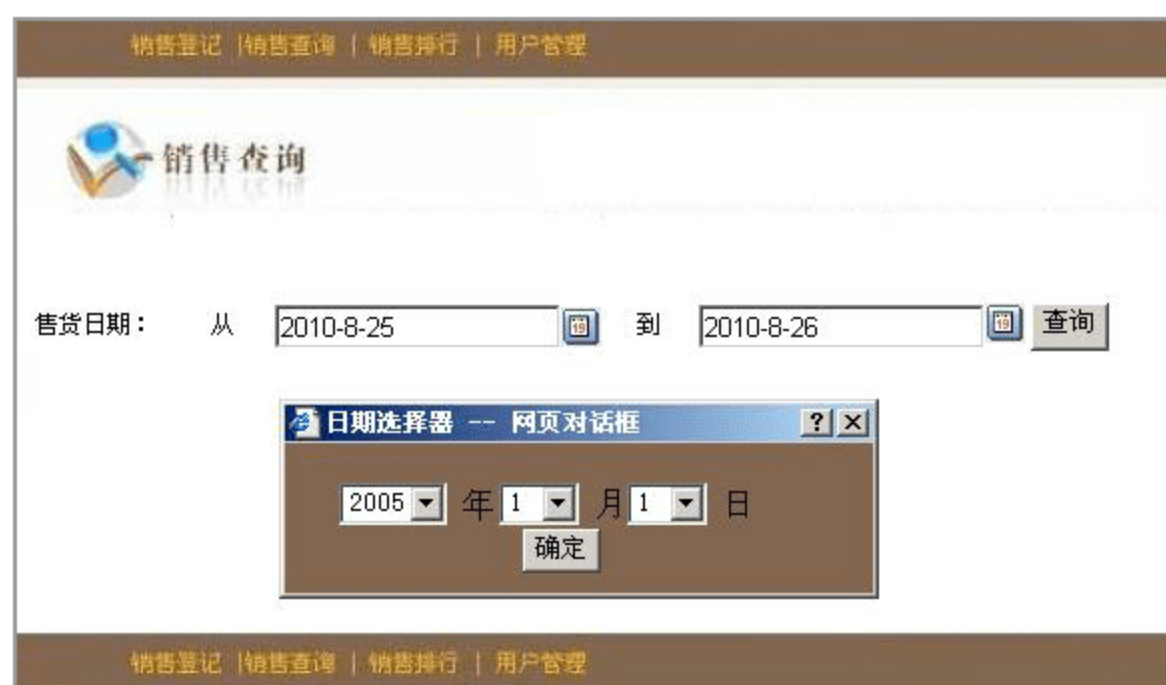 销售登记 |销售查询 | 销售排行 | 用户管理
销售查询
售货日期： 从 2010-8-25 19 到 2010-8-26 19 查询
日期选择器 -- 网页对话框 ? ×
2005 年 1 月 1 日
确定
销售登记 |销售查询 | 销售排行 | 用户管理